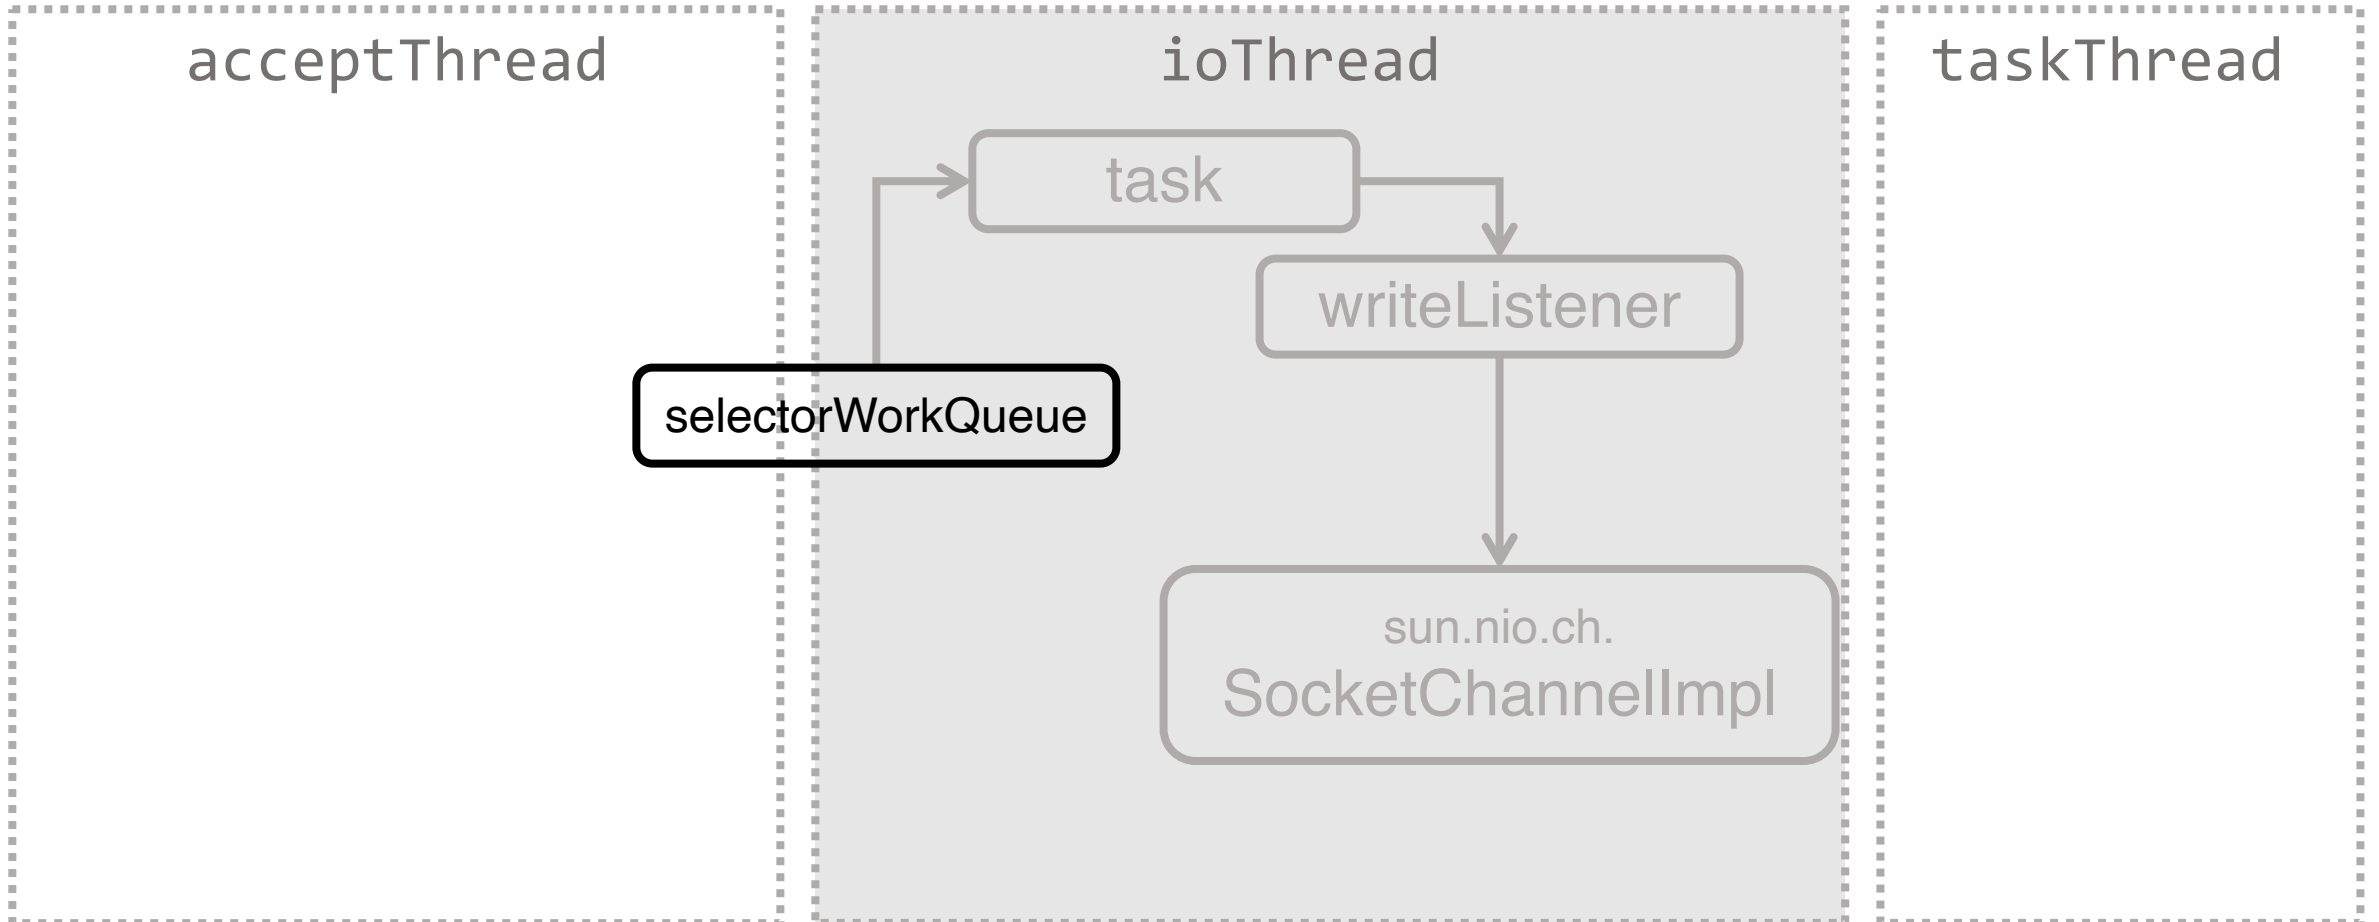 acceptThread
ioThread
taskThread
task
writeListener
selectorWorkQueue
sun.nio.ch.
SocketChannelImpl